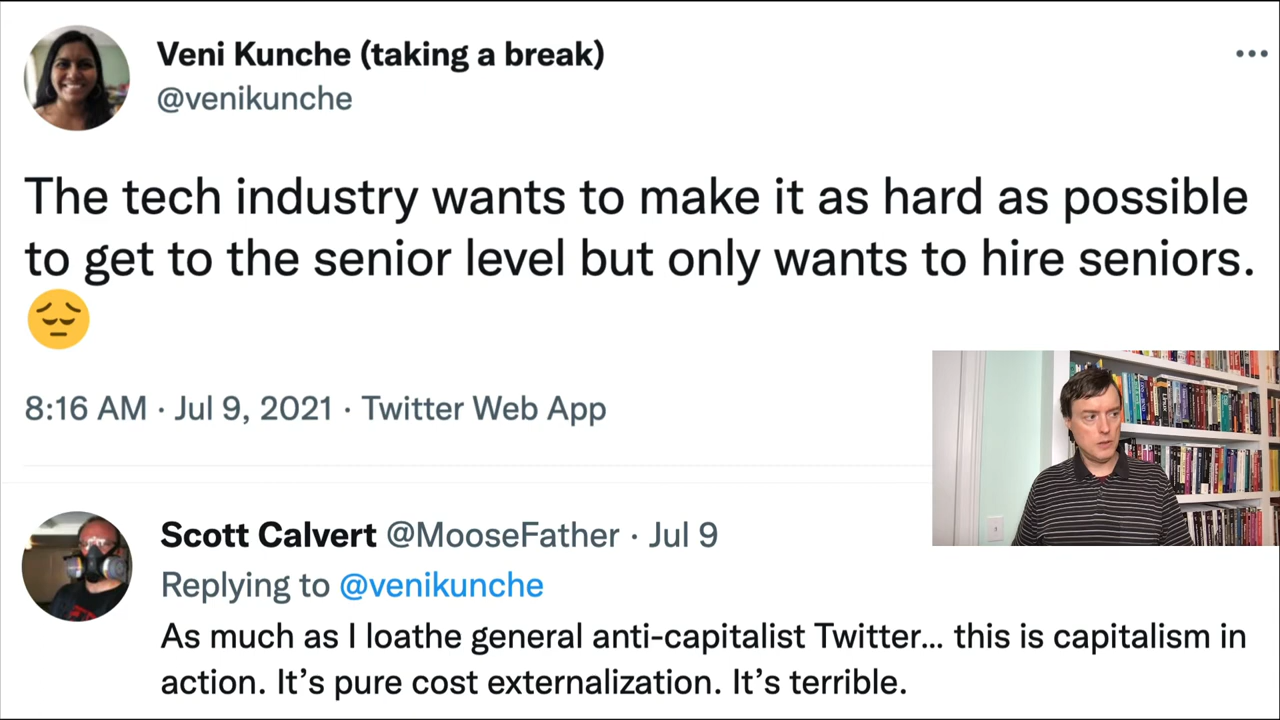 Veni Kunche (taking a break)
@venikunche
The tech industry wants to make it as hard as possible
to get to the senior level but only wants to hire seniors.
8:16 AM · Jul 9, 2021 · Twitter Web App
Scott Calvert @MooseFather · Jul 9
Replying to @venikunche
As much as I loathe general anti-capitalist Twitter... this is capitalism in
action. It’s pure cost externalization. It’s terrible.